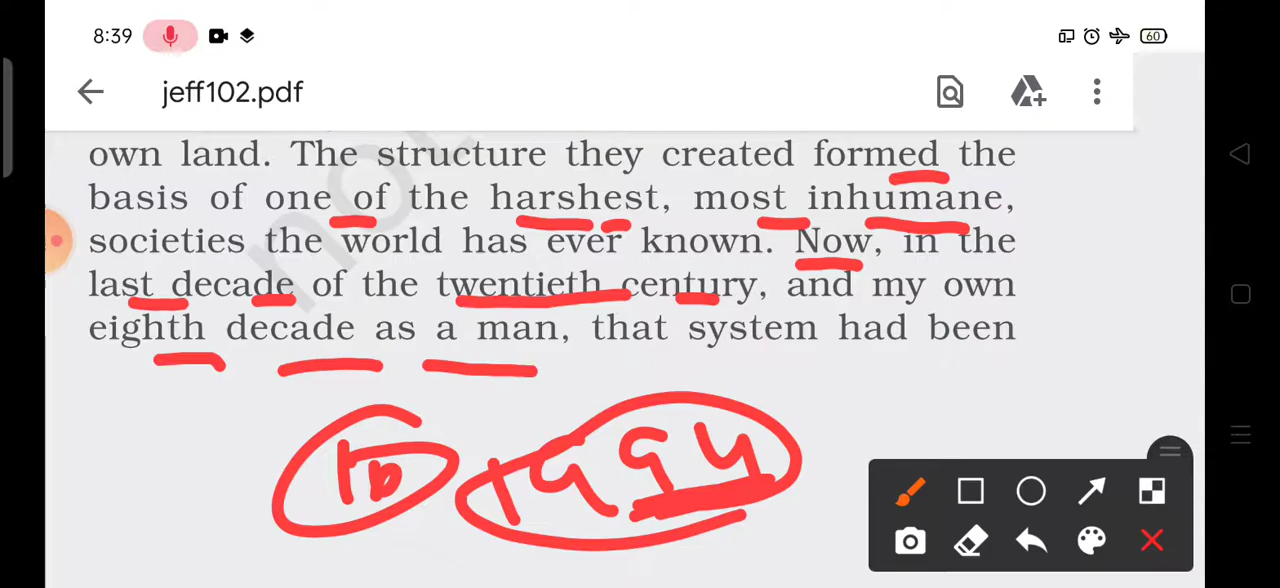 8:39 60
jeff102.pdf
own land. The structure they created formed the
basis of one of the harshest, most inhumane,
societies the world has ever known. Now, in the
last decade of the twentieth century, and my own
eighth decade as a man, that system had been
10 1994